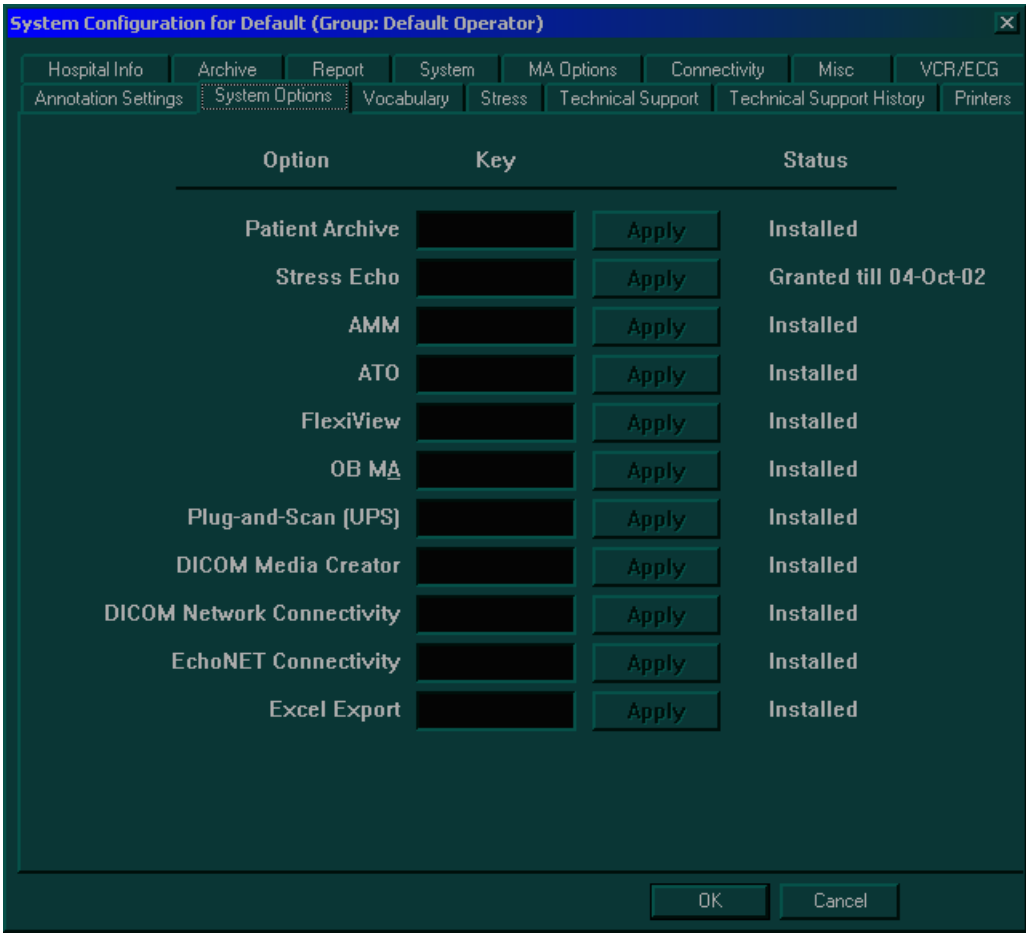 System Configuration for Default (Group: Default Operator)
Hospital Info Archive Report System MA Options Connectivity Misc VCR/ECG
Annotation Settings System Options Vocabulary Stress Technical Support Technical Support History Printers
Option Key Status
Patient Archive Apply Installed
Stress Echo Apply Granted till 04-Oct-02
AMM Apply Installed
ATO Apply Installed
FlexiView Apply Installed
OB MA Apply Installed
Plug-and-Scan (UPS) Apply Installed
DICOM Media Creator Apply Installed
DICOM Network Connectivity Apply Installed
EchoNET Connectivity Apply Installed
Excel Export Apply Installed
OK Cancel